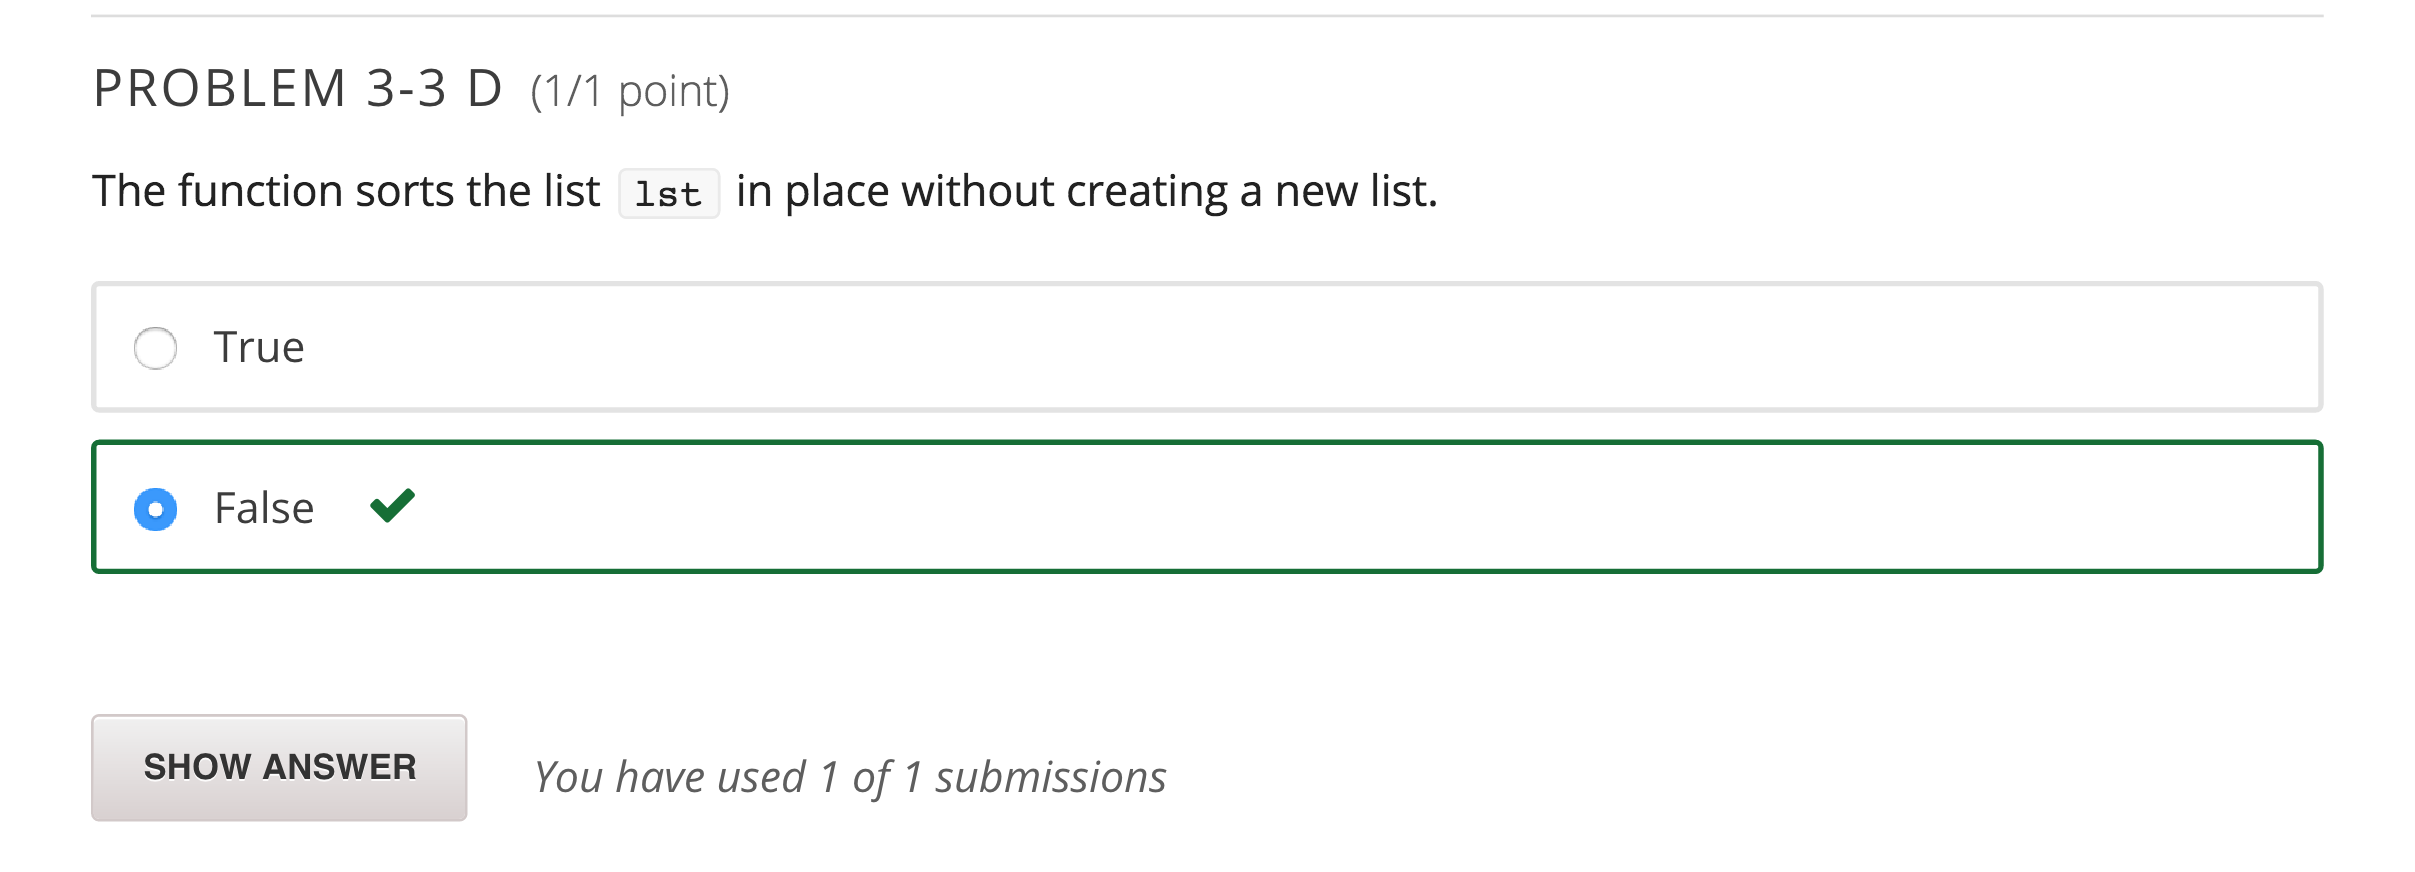 PROBLEM 3-3 D (1/1 point)
The function sorts the list lst in place without creating a new list.
True
False
SHOW ANSWER
You have used 1 of 1 submissions